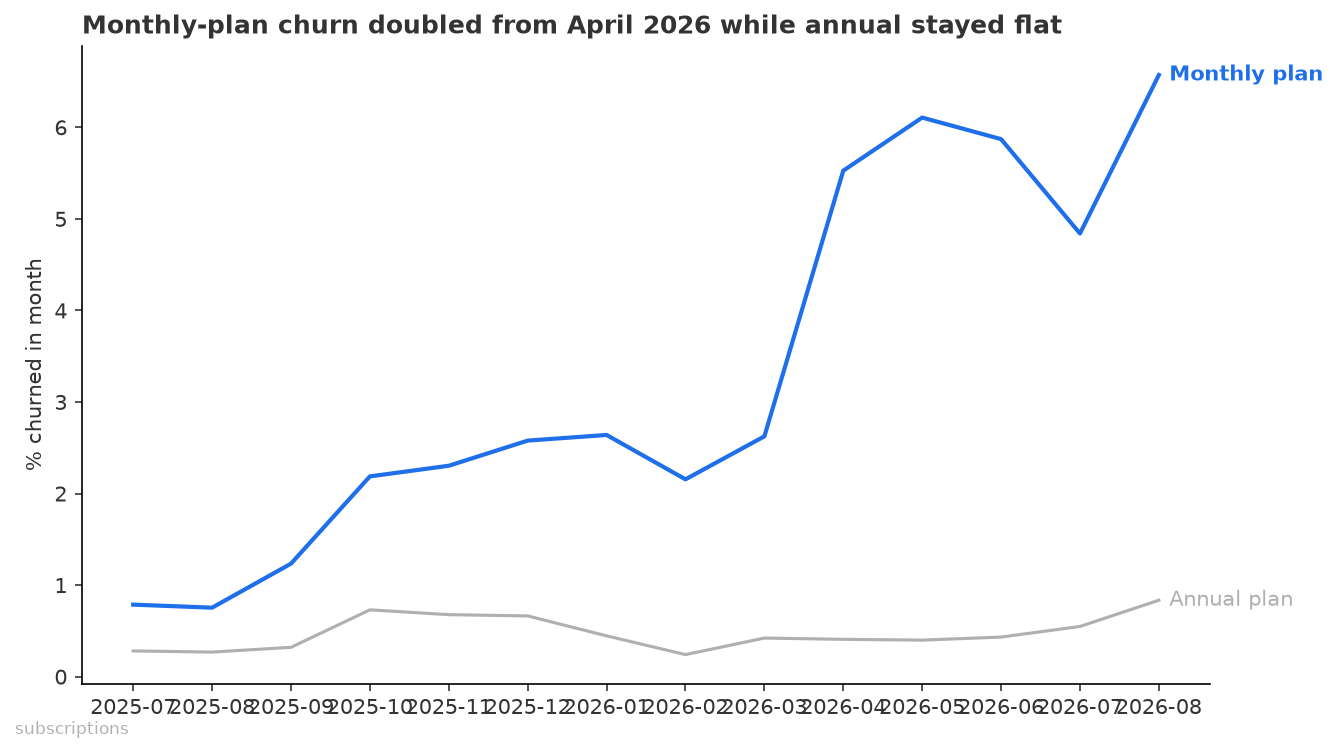 Monthly-plan churn doubled from April 2026 while annual stayed flat
Monthly plan
6
5
4
3
2
1
0
% churned in month
Annual plan
2025-07 2025-08 2025-09 2025-10 2025-11 2025-12 2026-01 2026-02 2026-03 2026-04 2026-05 2026-06 2026-07 2026-08
subscriptions